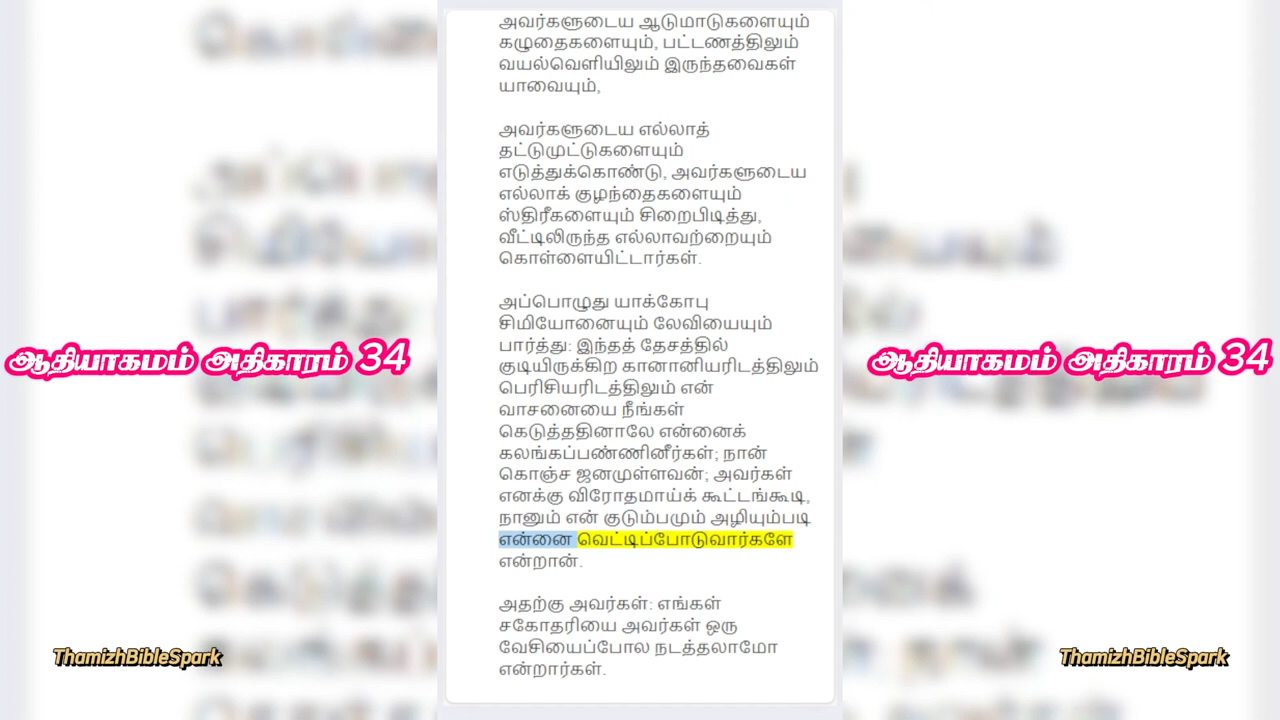 அவர்களுடைய ஆடுமாடுகளையும்
கழுதைகளையும், பட்டணத்திலும்
வயல்வெளியிலும் இருந்தவைகள்
யாவையும்,
அவர்களுடைய எல்லாத்
தட்டுமுட்டுகளையும்
எடுத்துக்கொண்டு, அவர்களுடைய
எல்லாக் குழந்தைகளையும்
ஸ்திரீகளையும் சிறைபிடித்து,
வீட்டிலிருந்த எல்லாவற்றையும்
கொள்ளையிட்டார்கள்.
அப்பொழுது யாக்கோபு
சிமியோனையும் லேவியையும்
பார்த்து: இந்தத் தேசத்தில்
குடியிருக்கிற கானானியரிடத்திலும்
பெரிசியரிடத்திலும் என்
வாசனையை நீங்கள்
கெடுத்ததினாலே என்னைக்
கலங்கப்பண்ணினீர்கள்; நான்
கொஞ்ச ஜனமுள்ளவன்; அவர்கள்
எனக்கு விரோதமாய்க் கூட்டங்கூடி,
நானும் என் குடும்பமும் அழியும்படி
என்னை வெட்டிப்போடுவார்களே
என்றான்.
அதற்கு அவர்கள்: எங்கள்
சகோதரியை அவர்கள் ஒரு
வேசியைப்போல நடத்தலாமோ
என்றார்கள்.
ஆதியாகமம் அதிகாரம் 34
ஆதியாகமம் அதிகாரம் 34
ThamizhBibleSpark
ThamizhBibleSpark